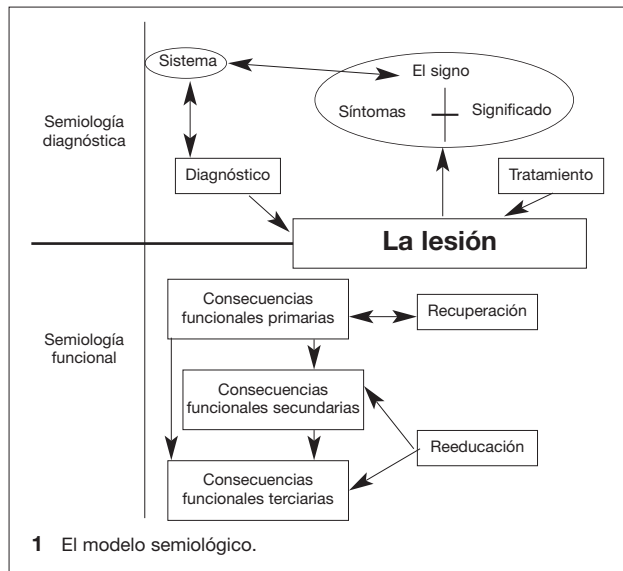 Sistema
El signo
Síntomas
Significado
Semiología
diagnóstica
Diagnóstico
Tratamiento
La lesión
Consecuencias
funcionales primarias
Recuperación
Semiología
funcional
Consecuencias
funcionales secundarias
Reeducación
Consecuencias
funcionales terciarias
1 El modelo semiológico.